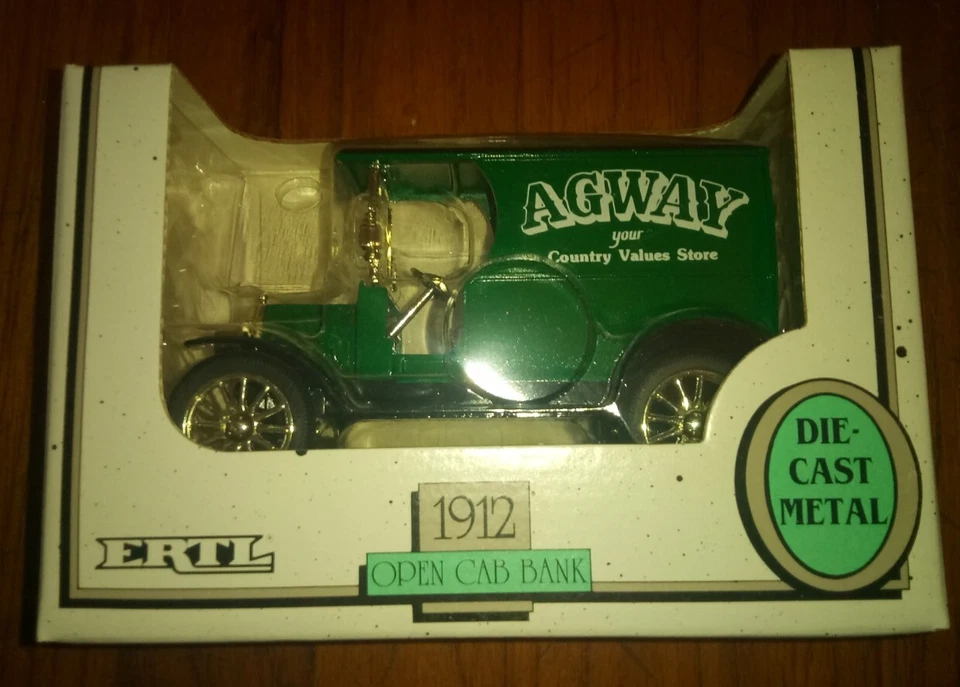 AGWAY
your
Country Values Store
DIE-
CAST
METAL
1912
ERTL
OPEN CAB BANK